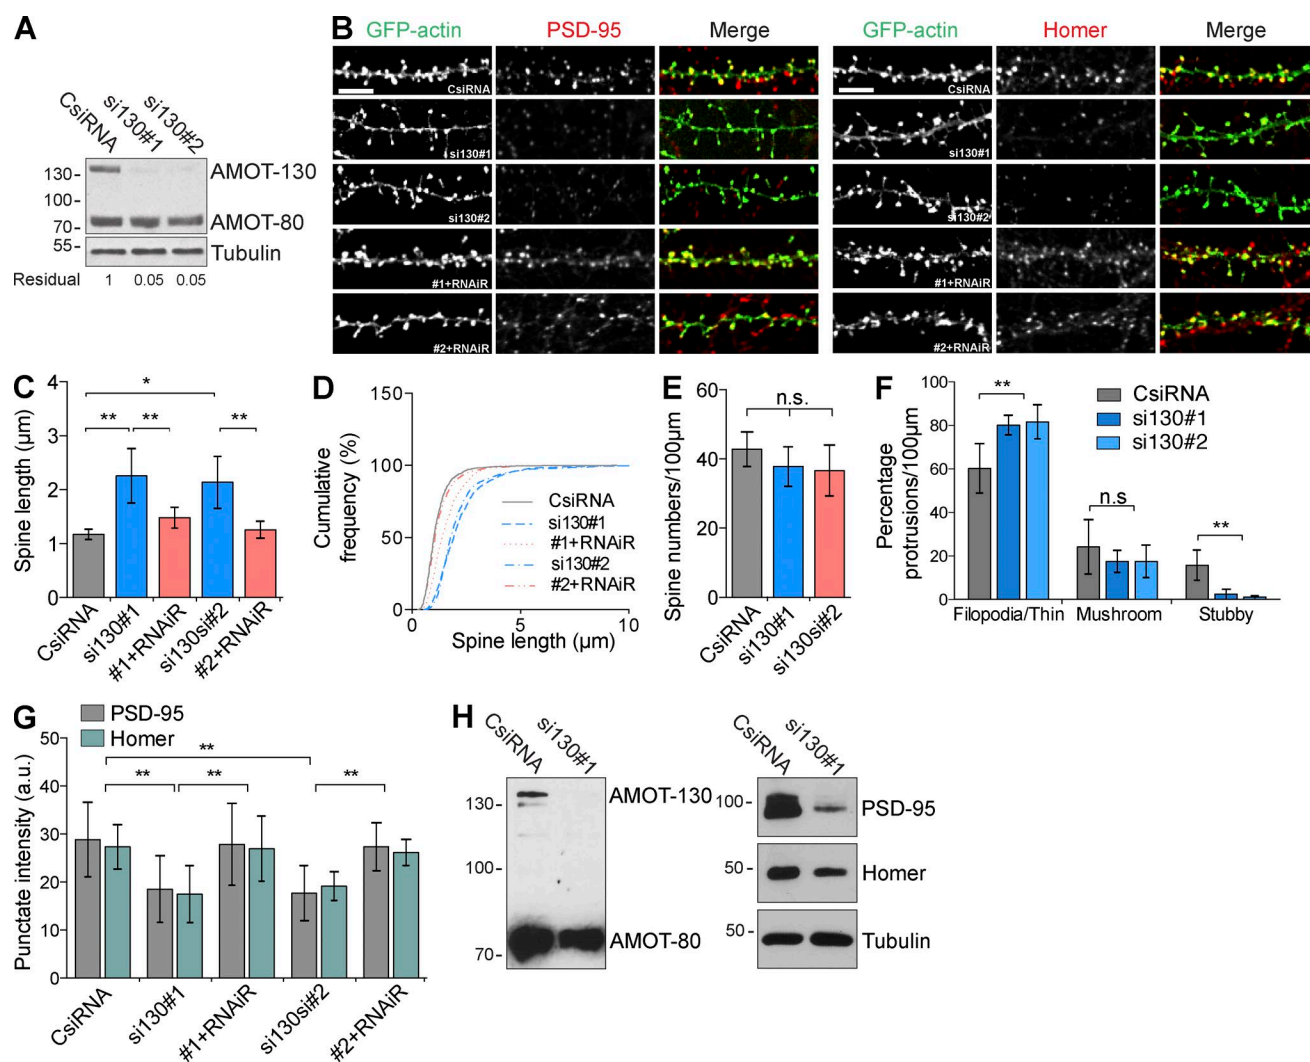 A
CsiRNA
si130#1
si130#2
130-
100-
70-
55-
AMOT-130
AMOT-80
Tubulin
Residual 1 0.05 0.05
B
GFP-actin PSD-95 Merge GFP-actin Homer Merge
CsiRNA CsiRNA
si130#1 si130#1
si130#2 si130#2
#1+RNAiR #1+RNAiR
#2+RNAiR #2+RNAiR
C
Spine length (µm)
4
3
2
1
0
*
** ** **
CsiRNA
si130#1
#1+RNAiR
si130si#2
#2+RNAiR
D
Cumulative
frequency (%)
150
100
50
0
CsiRNA
si130#1
#1+RNAiR
si130#2
#2+RNAiR
0 5 10
Spine length (µm)
E
Spine numbers/100µm
60
40
20
0
n.s.
CsiRNA
si130#1
si130si#2
F
Percentage
protrusions/100µm
100
80
60
40
20
0
**
n.s
**
CsiRNA
si130#1
si130#2
Filopodia/Thin Mushroom Stubby
G
PSD-95
Homer
Punctate intensity (a.u.)
50
40
30
20
10
0
**
** ** **
CsiRNA
si130#1
#1+RNAiR
si130si#2
#2+RNAiR
H
CsiRNA
si130#1
130-
100-
70-
AMOT-130
AMOT-80
CsiRNA
si130#1
100-
PSD-95
50-
Homer
50-
Tubulin